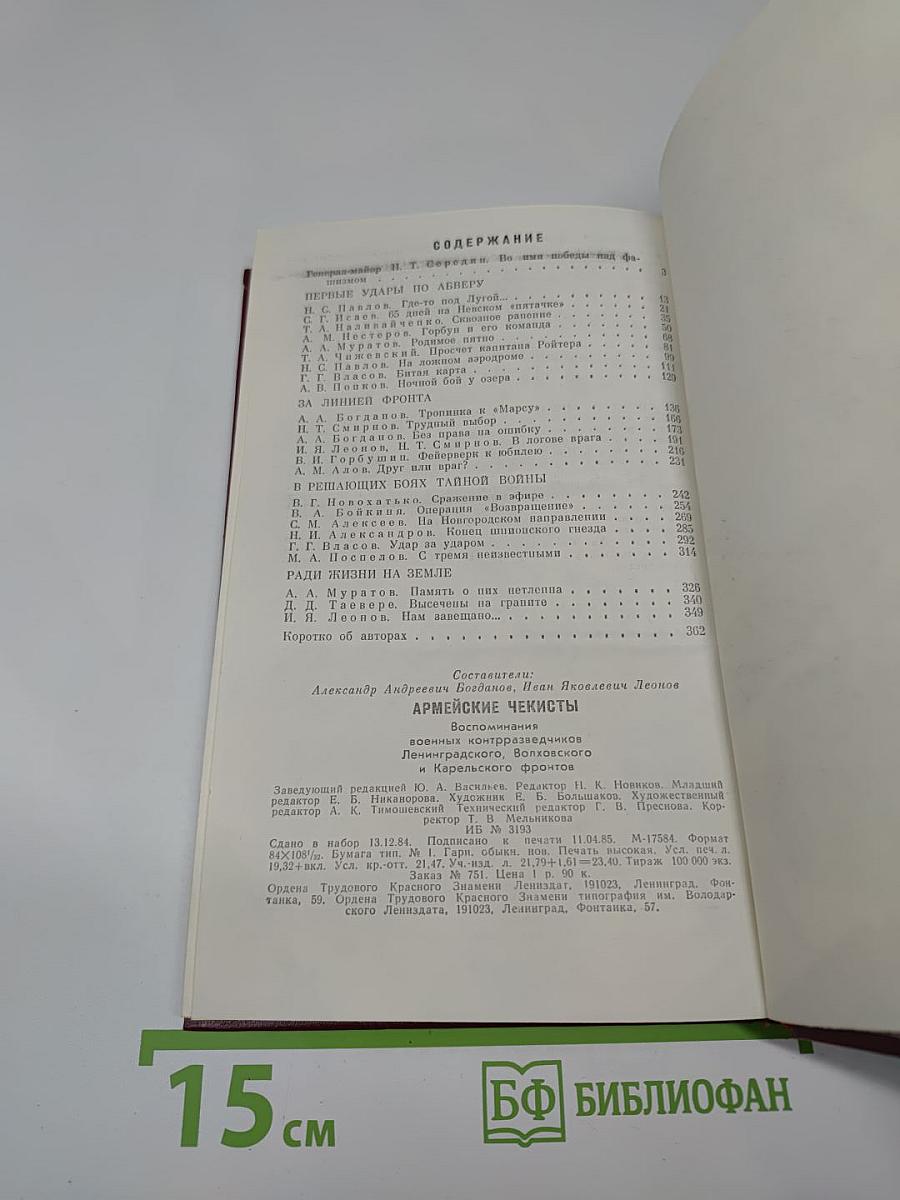 СОДЕРЖАНИЕ
Генерал-майор Н. Т. Середин. Во имя победы над фа-
шизмом . . . . . . . . . . . . . . . . . . . 3
ПЕРВЫЕ УДАРЫ ПО АБВЕРУ
Н. С. Павлов. Где-то под Лугой... . . . . . . . . . 13
С. Г. Исаев. 65 дней на Невском «пятачке» . . . . . . 21
Т. А. Наливайченко. Сквозное ранение . . . . . . . 35
А. М. Нестеров. Горбун и его команда . . . . . . . 50
А. А. Муратов. Родимое пятно . . . . . . . . . 68
Т. А. Чижевский. Просчет капитана Ройтера . . . . . 81
Н. С. Павлов. На ложном аэродроме . . . . . . . . 99
Г. Г. Власов. Битая карта . . . . . . . . . . . 111
А. В. Попков. Ночной бой у озера . . . . . . . . 129
ЗА ЛИНИЕЙ ФРОНТА
А. А. Богданов. Тропинка к «Марсу» . . . . . . . . 136
Н. Т. Смирнов. Трудный выбор . . . . . . . . . . 166
А. А. Богданов. Без права на ошибку . . . . . . . . 173
И. Я. Леонов, Н. Т. Смирнов. В логове врага . . . . 191
В. И. Горбушин. Фейерверк к юбилею . . . . . . . . 216
А. М. Алов. Друг или враг? . . . . . . . . . . . 231
В РЕШАЮЩИХ БОЯХ ТАЙНОЙ ВОЙНЫ
В. Г. Новохатько. Сражение в эфире . . . . . . . . 242
В. А. Бойкиня. Операция «Возвращение» . . . . . . 254
С. М. Алексеев. На Новгородском направлении . . . . 269
Н. И. Александров. Конец шпионского гнезда . . . . 285
Г. Г. Власов. Удар за ударом . . . . . . . . . . 292
М. А. Поспелов. С тремя неизвестными . . . . . . . 314
РАДИ ЖИЗНИ НА ЗЕМЛЕ
А. А. Муратов. Память о них нетленна . . . . . . . 326
Д. Д. Таевере. Высечены на граните . . . . . . . . 340
И. Я. Леонов. Нам завещано... . . . . . . . . . . 349
Коротко об авторах . . . . . . . . . . . . . . . . 362
Составители:
Александр Андреевич Богданов, Иван Яковлевич Леонов
АРМЕЙСКИЕ ЧЕКИСТЫ
Воспоминания
военных контрразведчиков
Ленинградского, Волховского
и Карельского фронтов
Заведующий редакцией Ю. А. Васильев. Редактор Н. К. Новиков. Младший
редактор Е. Б. Никанорова. Художник Е. Б. Большаков. Художественный
редактор А. К. Тимошевский Технический редактор Г. В. Преснова. Кор-
ректор Т. В. Мельникова
ИБ № 3193
Сдано в набор 13.12.84. Подписано к печати 11.04.85. М-17584. Формат
84×108¹/₃₂. Бумага тип. № 1. Гарн. обыкн. нов. Печать высокая. Усл. печ. л.
19,32+вкл. Усл. кр.-отт. 21,47. Уч.-изд. л. 21,79+1,61=23,40. Тираж 100 000 экз.
Заказ № 751. Цена 1 р. 90 к.
Ордена Трудового Красного Знамени Лениздат, 191023, Ленинград, Фон-
танка, 59. Ордена Трудового Красного Знамени типография им. Володар-
ского Лениздата, 191023, Ленинград, Фонтанка, 57.
15 см
БФ БИБЛИОФАН